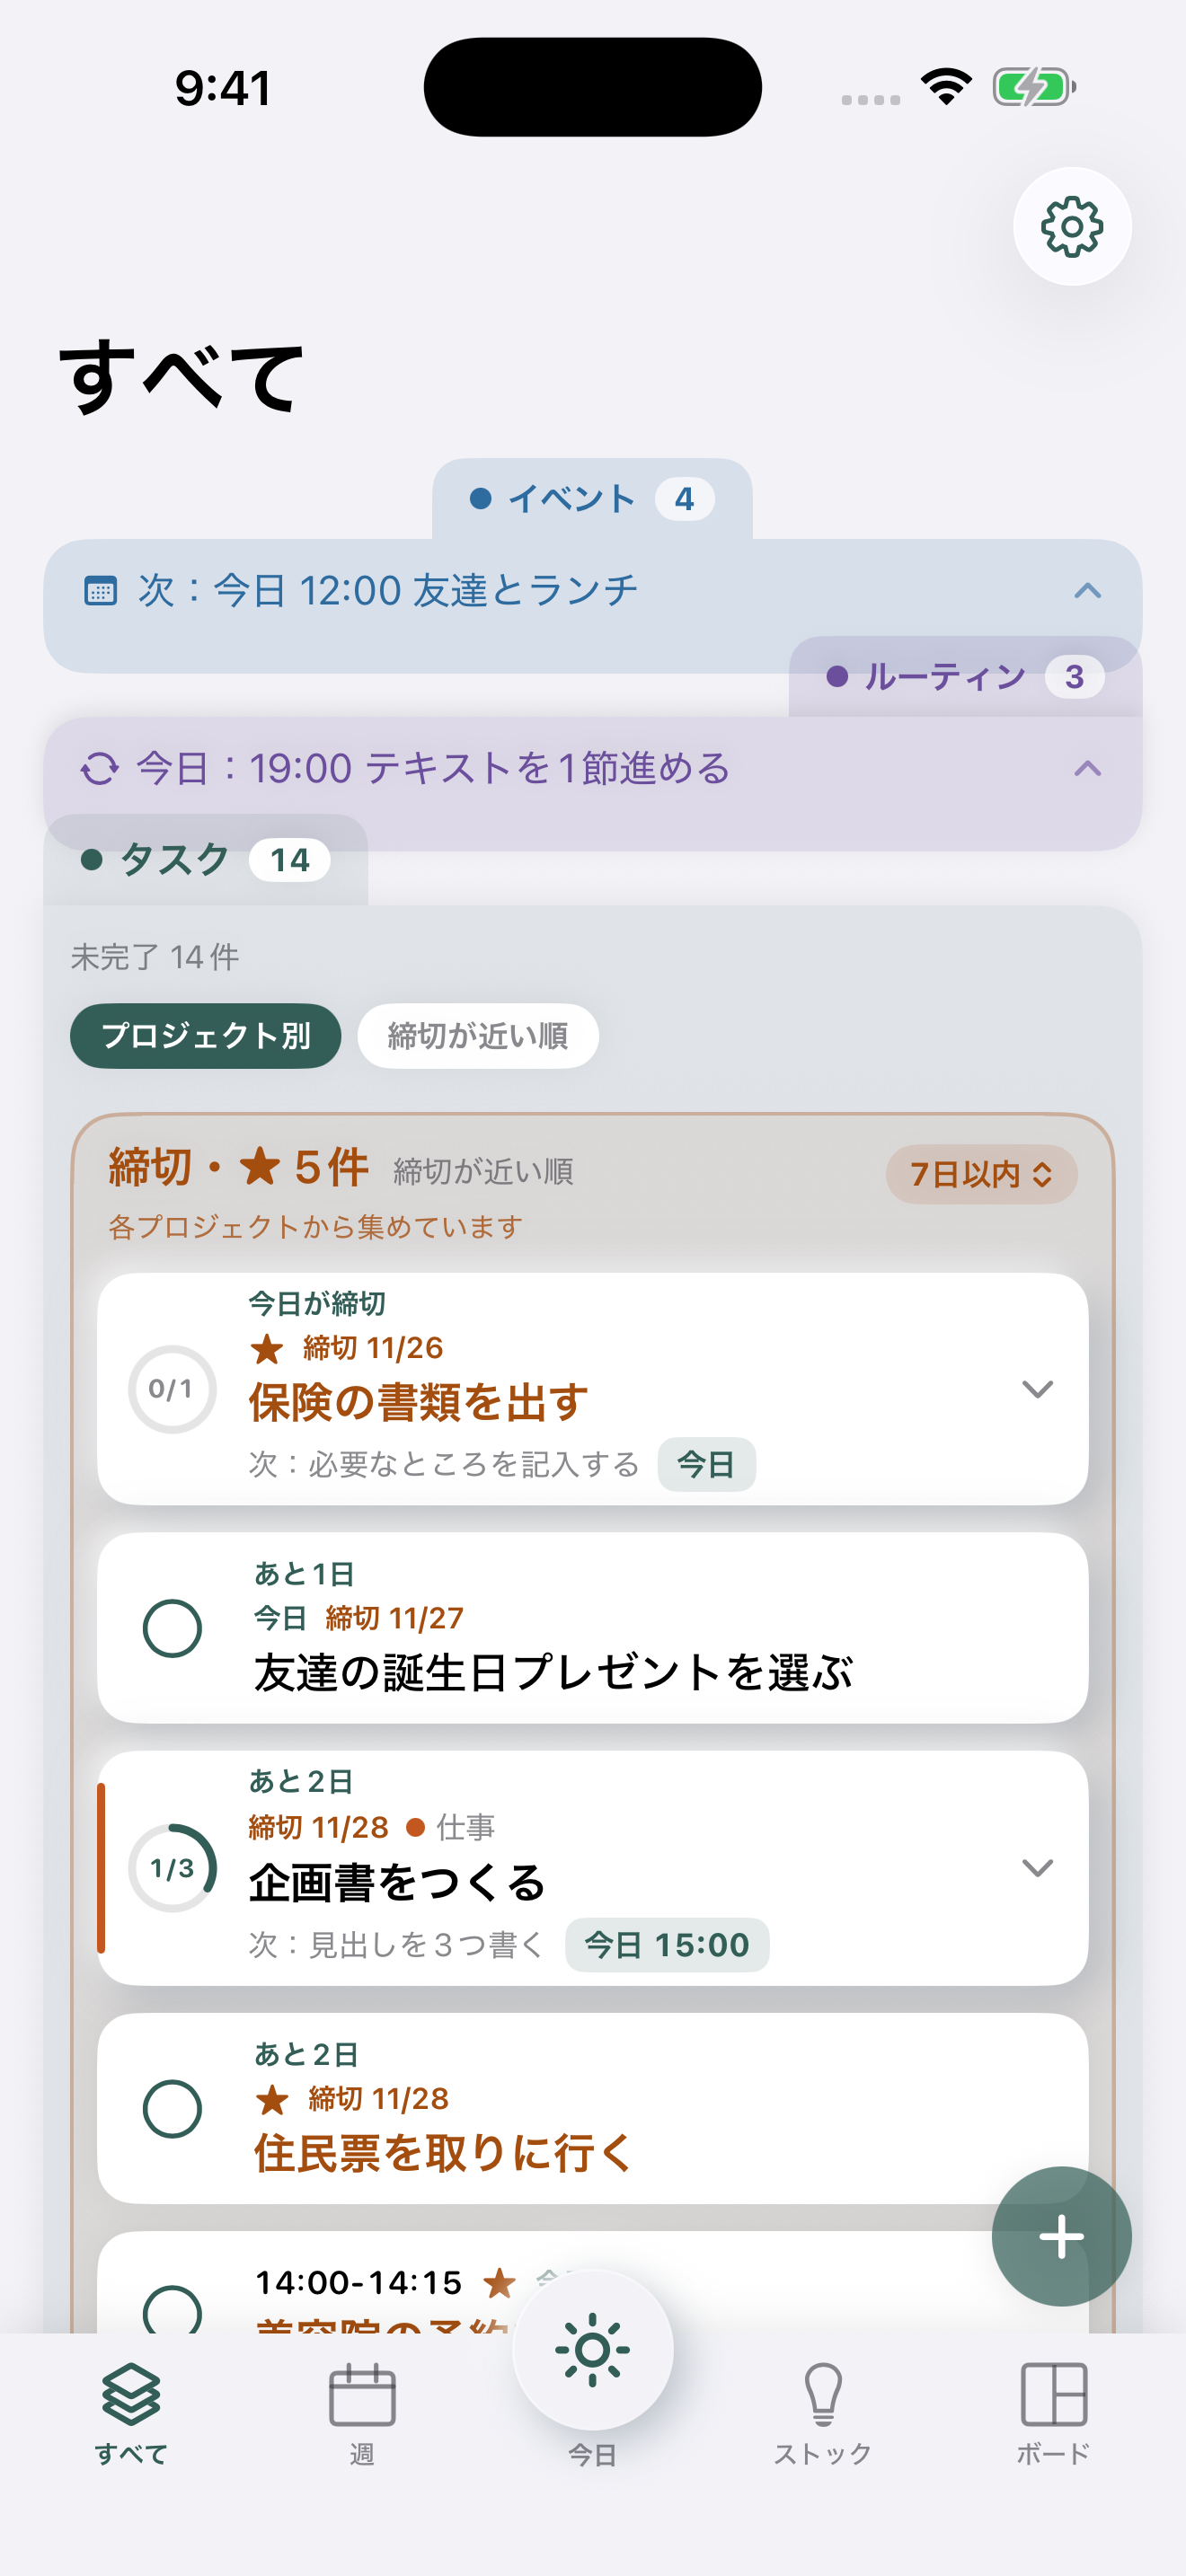 9:41
すべて
イベント 4
次：今日 12:00 友達とランチ
ルーティン 3
今日：19:00 テキストを1節進める
タスク 14
未完了 14件
プロジェクト別 締切が近い順
締切・★ 5件 締切が近い順 7日以内
各プロジェクトから集めています
今日が締切
★ 締切 11/26
0/1
保険の書類を出す
次：必要なところを記入する 今日
あと1日
今日 締切 11/27
友達の誕生日プレゼントを選ぶ
あと2日
締切 11/28 ● 仕事
1/3
企画書をつくる
次：見出しを3つ書く 今日 15:00
あと2日
★ 締切 11/28
住民票を取りに行く
14:00-14:15 ★
美容院の予約
すべて 週 今日 ストック ボード